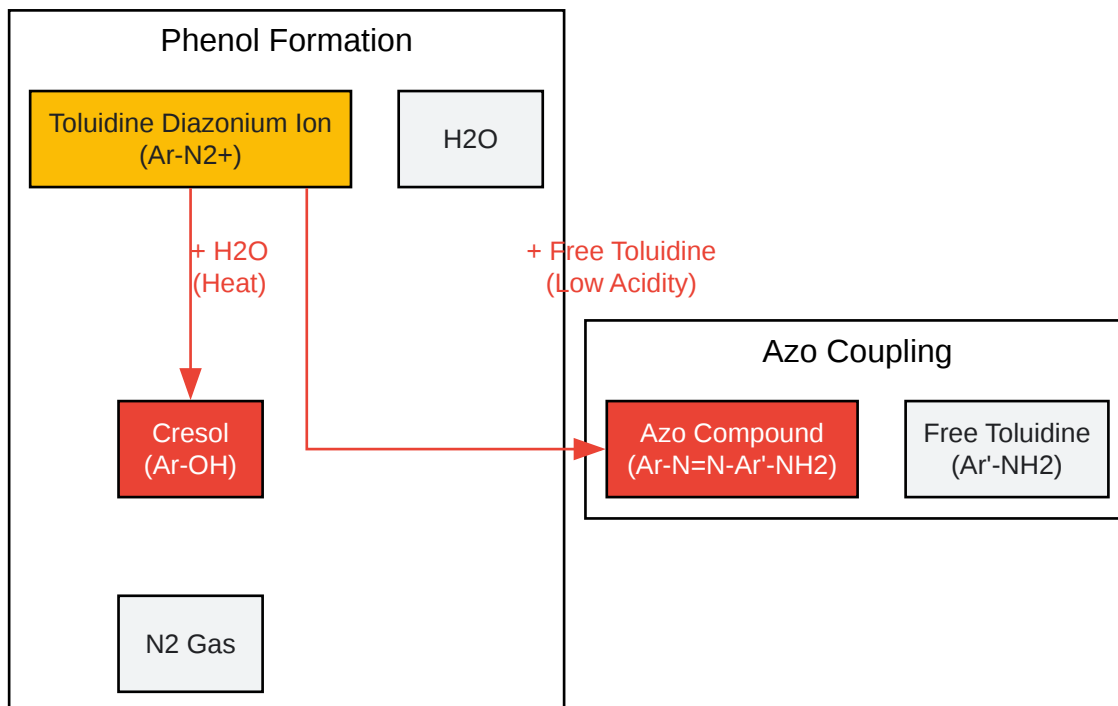 Phenol Formation
Toluidine Diazonium Ion
(Ar-N2+)
H2O
+ H2O
(Heat)
+ Free Toluidine
(Low Acidity)
Azo Coupling
Cresol
(Ar-OH)
Azo Compound
(Ar-N=N-Ar'-NH2)
Free Toluidine
(Ar'-NH2)
N2 Gas